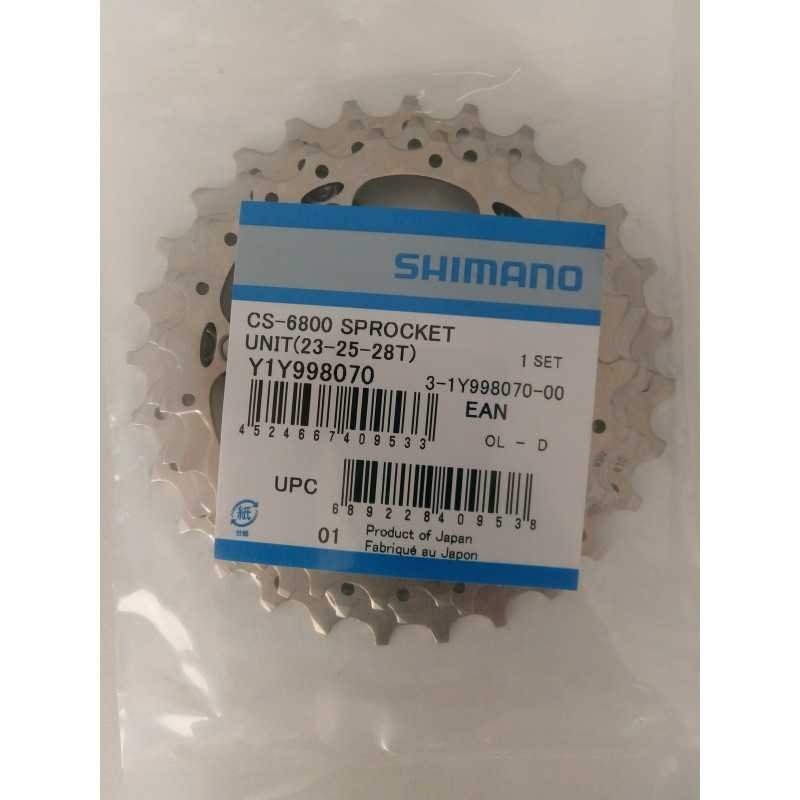 SHIMANO
CS-6800 SPROCKET
UNIT(23-25-28T)
1 SET
Y1Y998070
3-1Y998070-00
EAN
4524667409533
OL - D
UPC
689228409538
紙
01
Product of Japan
Fabriqué au Japon